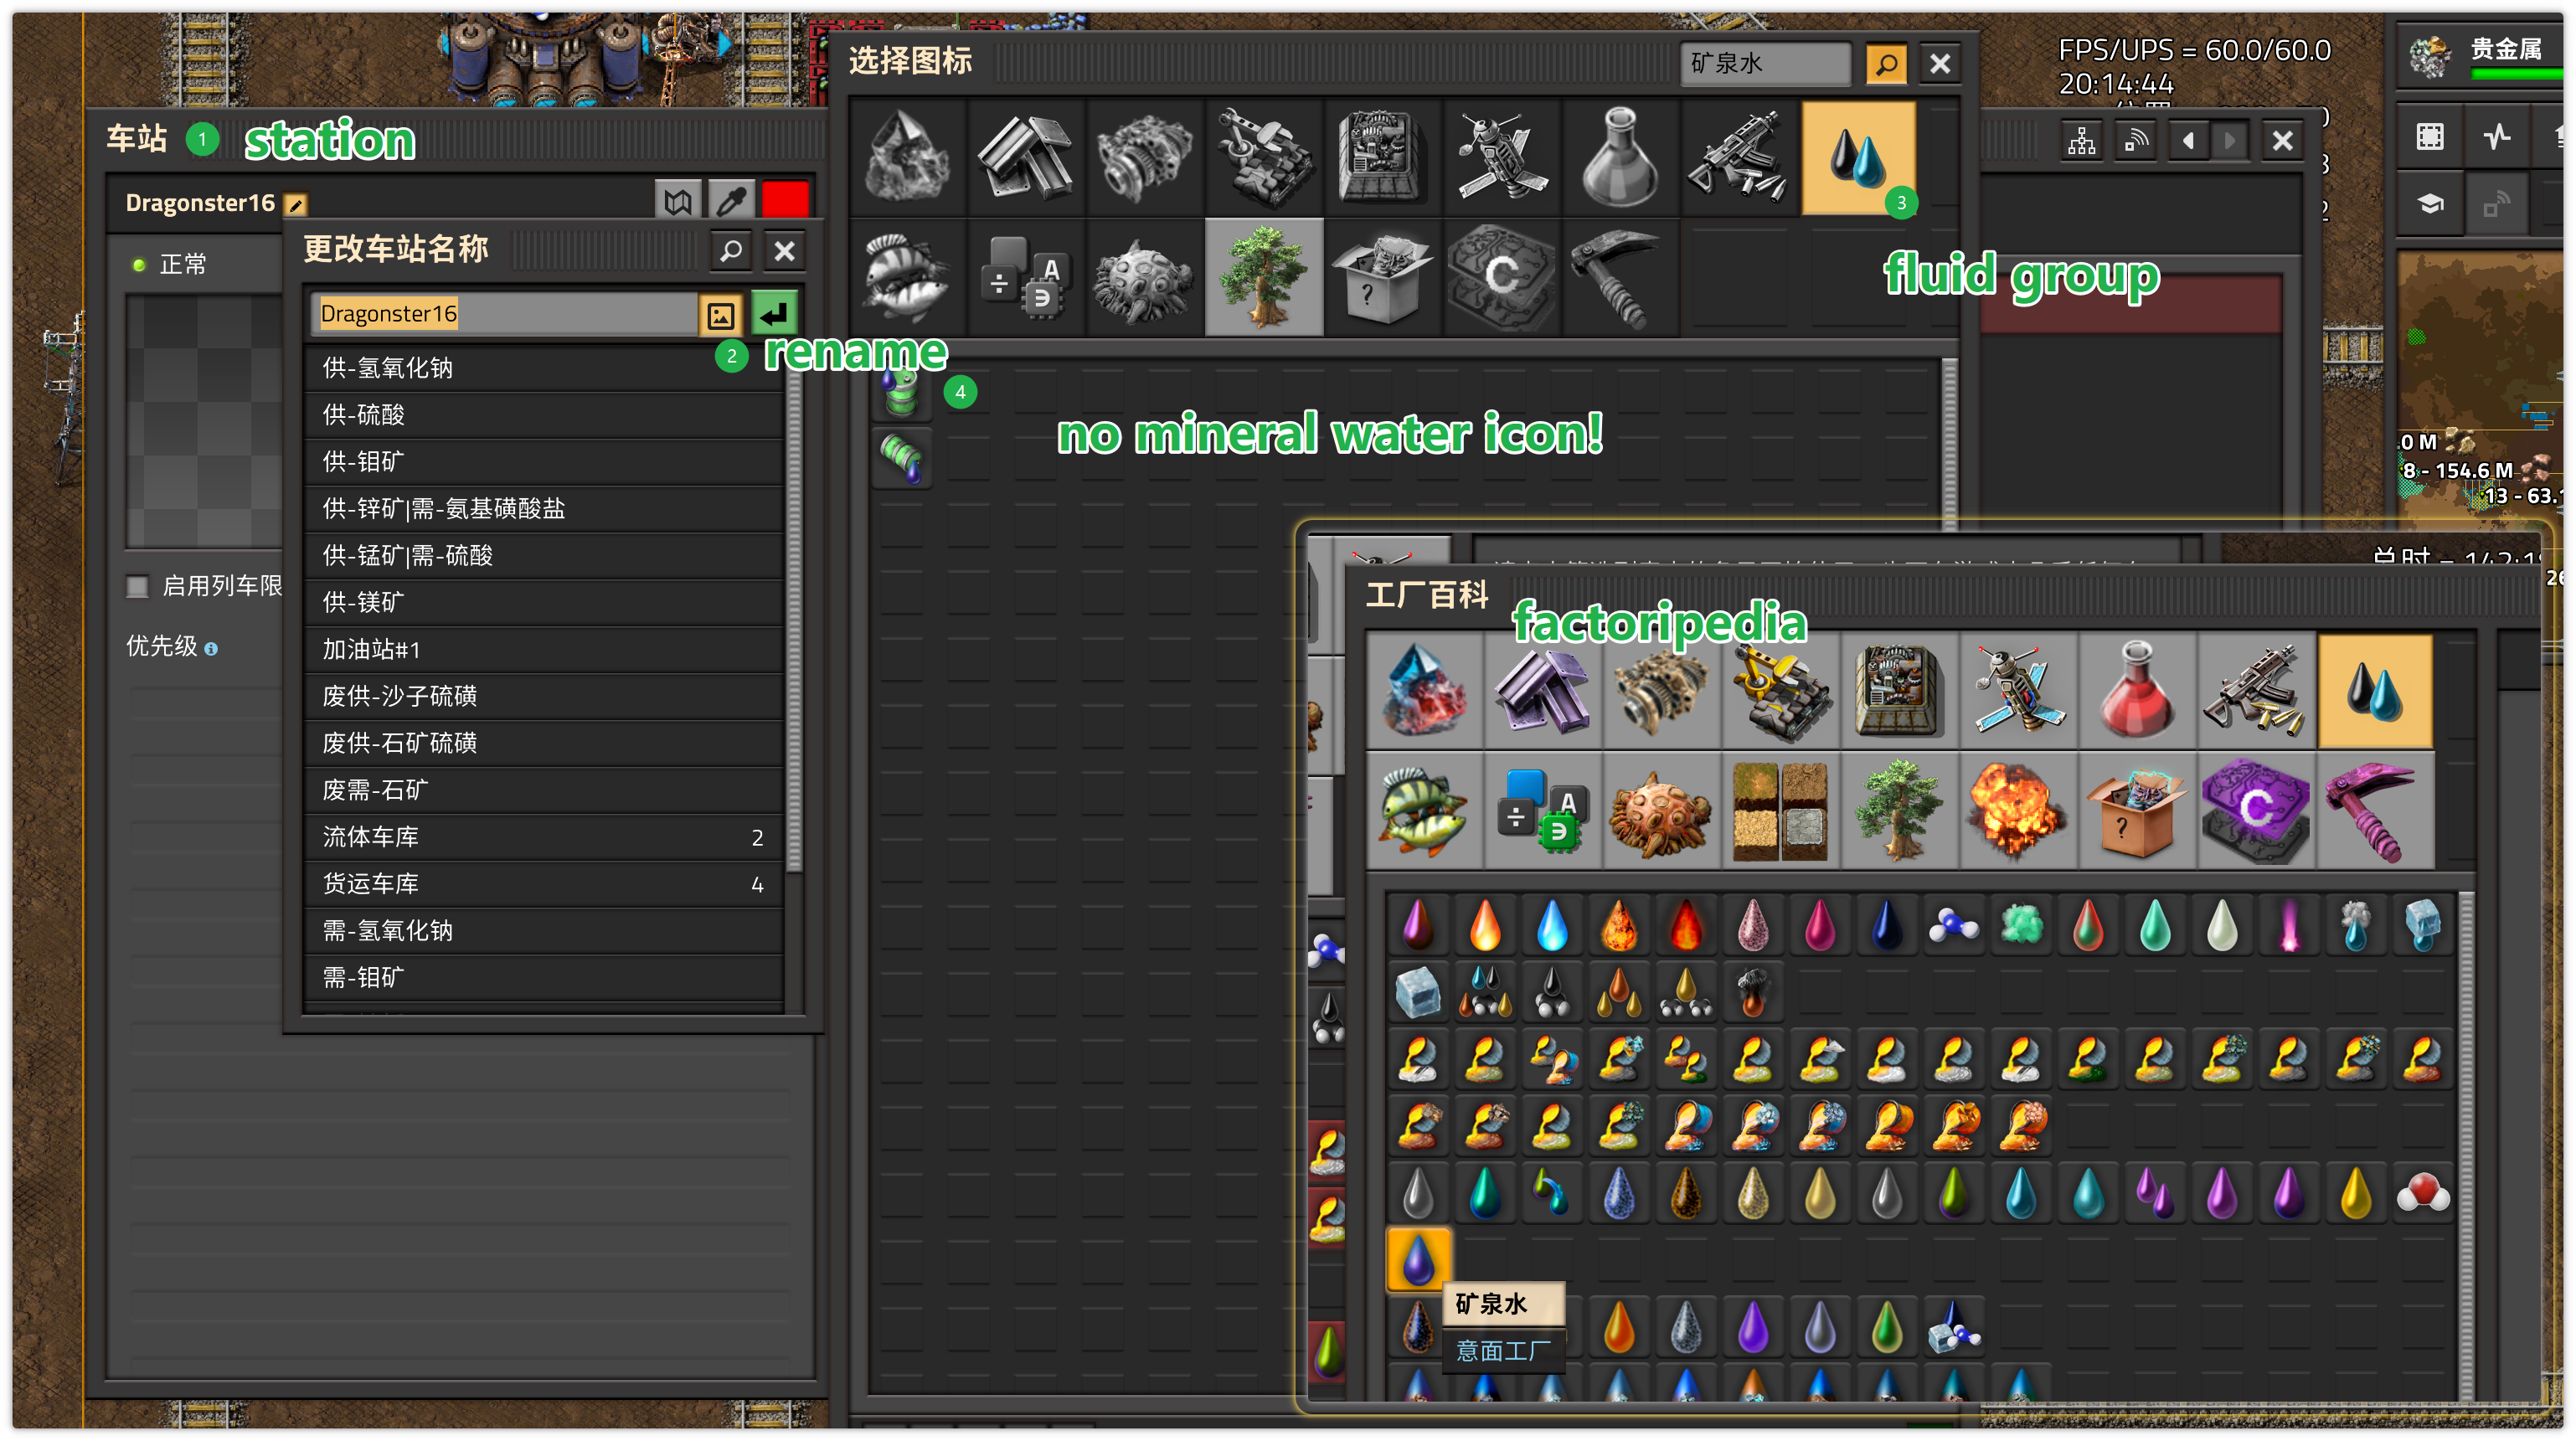 选择图标
矿泉水
FPS/UPS = 60.0/60.0
20:14:44
贵金属
车站
1
station
Dragonster16
3
正常
更改车站名称
fluid group
Dragonster16
2
rename
供-氢氧化钠
4
供-硫酸
no mineral water icon!
供-钼矿
.0 M
8 - 154.6 M
13 - 63.
供-锌矿|需-氨基磺酸盐
供-锰矿|需-硫酸
启用列车限
供-镁矿
工厂百科
factoripedia
优先级
加油站#1
废供-沙子硫磺
废供-石矿硫磺
废需-石矿
流体车库 2
货运车库 4
需-氢氧化钠
需-钼矿
矿泉水
意面工厂